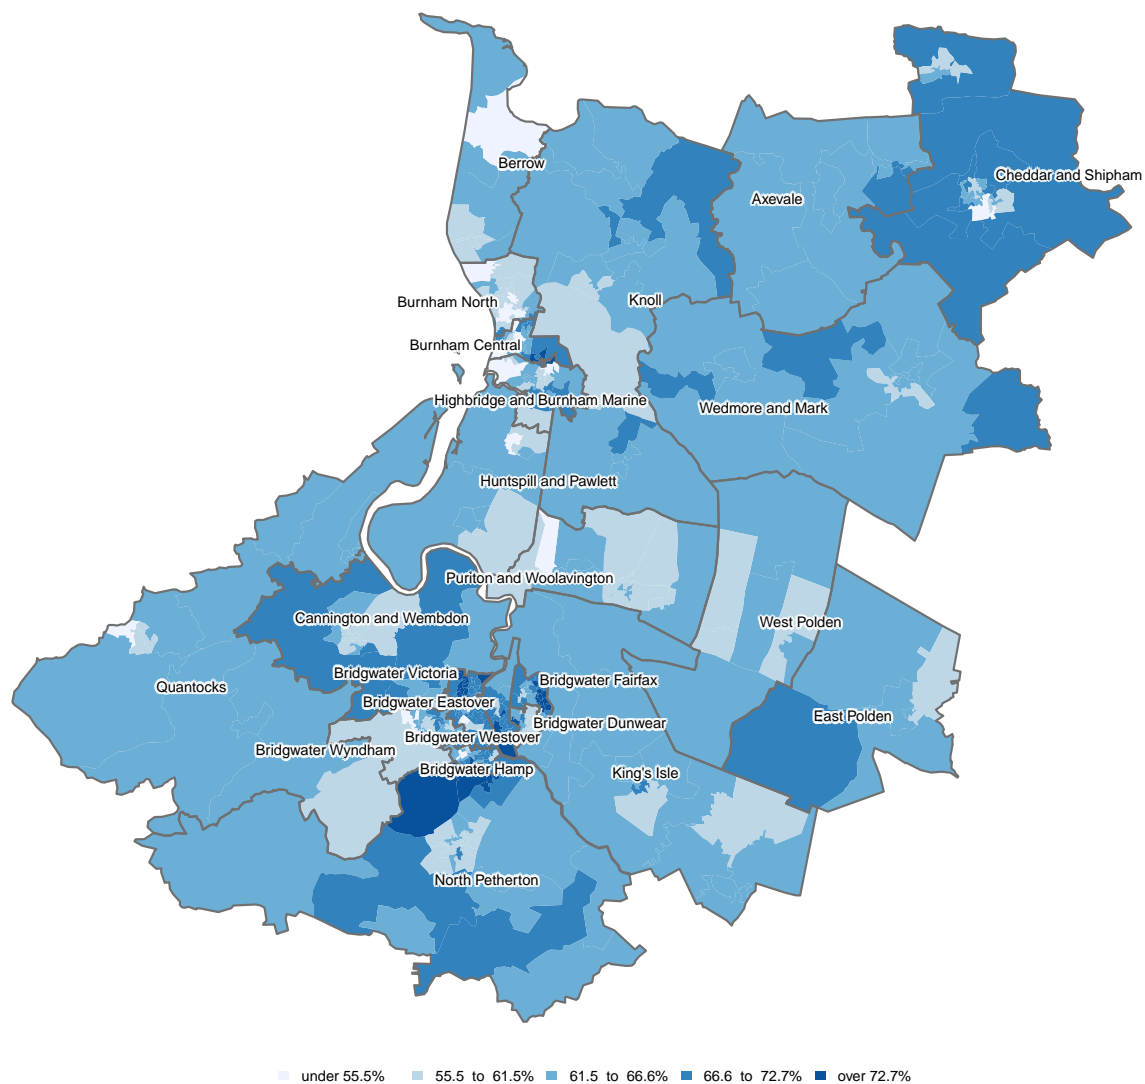 Berrow
Cheddar and Shipham
Axevale
Burnham North
Knoll
Burnham Central
Highbridge and Burnham Marine
Wedmore and Mark
Huntspill and Pawlett
Puriton and Woolavington
Cannington and Wembdon
West Polden
Bridgwater Victoria
Bridgwater Fairfax
Quantocks
Bridgwater Eastover
East Polden
Bridgwater Dunwear
Bridgwater Westover
Bridgwater Wyndham
Bridgwater Hamp
King's Isle
North Petherton
under 55.5% 55.5 to 61.5% 61.5 to 66.6% 66.6 to 72.7% over 72.7%